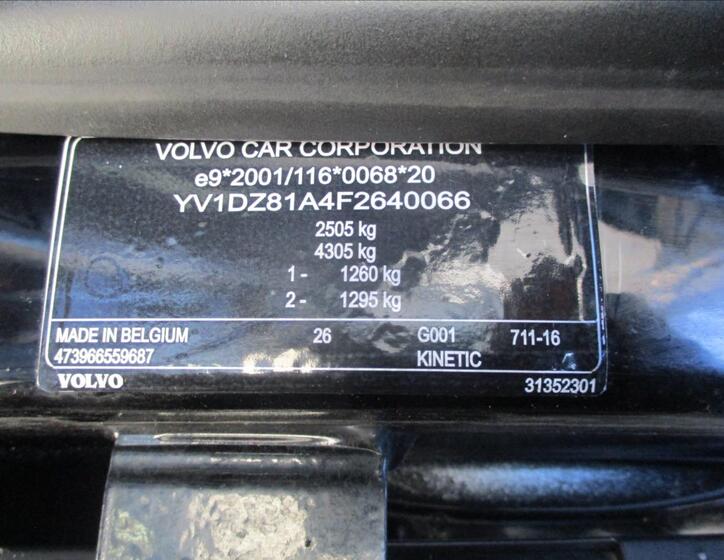 VOLVO CAR CORPORATION
e9*2001/116*0068*20
YV1DZ81A4F2640066
2505 kg
4305 kg
1 - 1260 kg
2 - 1295 kg
MADE IN BELGIUM 26 G001 711-16
473966559687 KINETIC
VOLVO 31352301